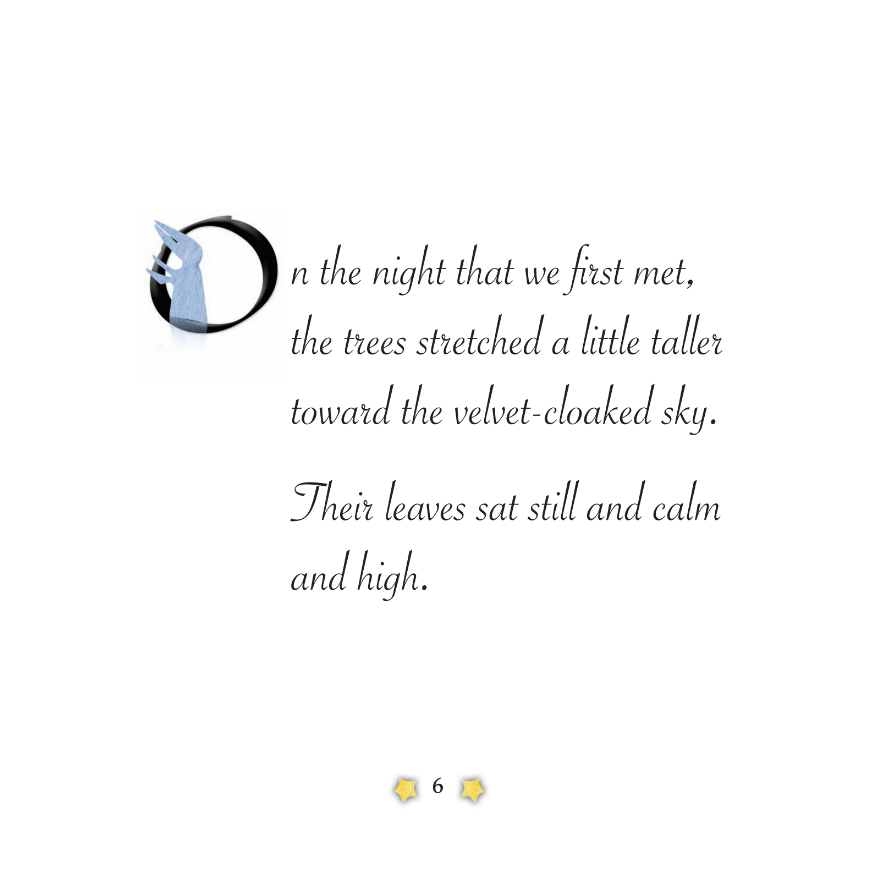 On the night that we first met,
the trees stretched a little taller
toward the velvet-cloaked sky.
Their leaves sat still and calm
and high.
6